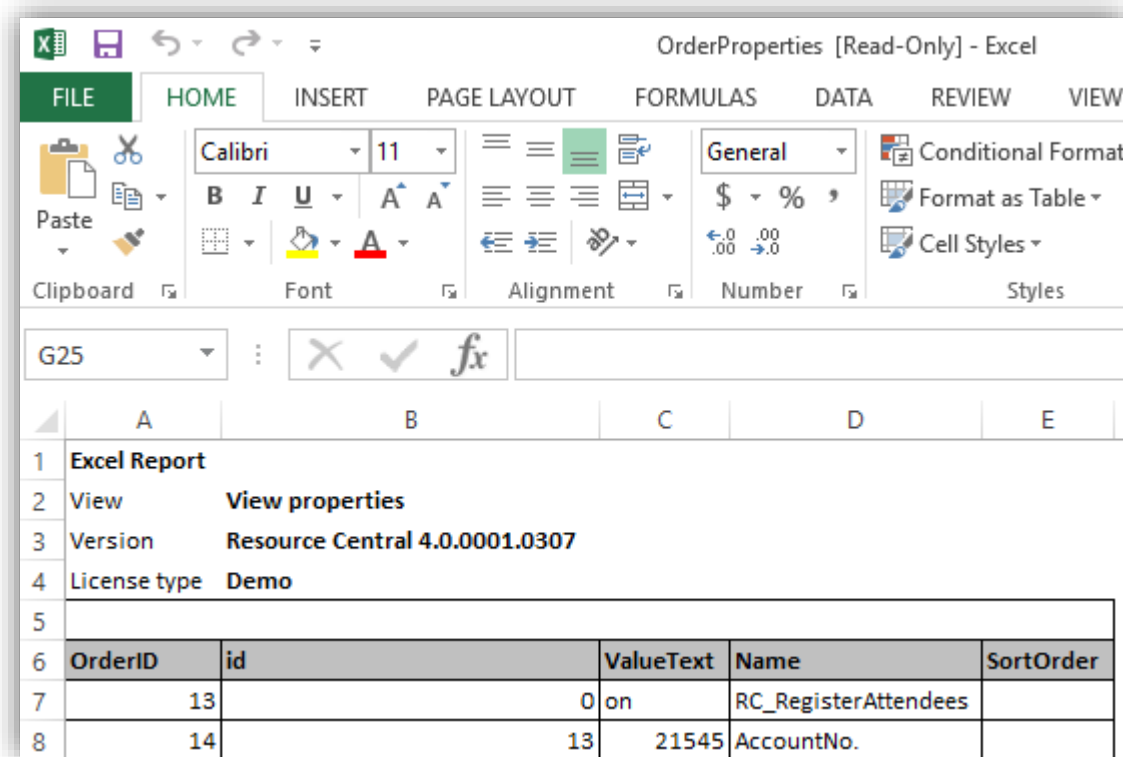 OrderProperties [Read-Only] - Excel
FILE HOME INSERT PAGE LAYOUT FORMULAS DATA REVIEW VIEW
Calibri 11 General Conditional Format
B I U A A $ % , Format as Table
Paste
A .00 .00 Cell Styles
Clipboard Font Alignment Number Styles
G25 fx
A B C D E
1 Excel Report
2 View View properties
3 Version Resource Central 4.0.0001.0307
4 License type Demo
5
6 OrderID id ValueText Name SortOrder
7 13 0 on RC_RegisterAttendees
8 14 13 21545 AccountNo.